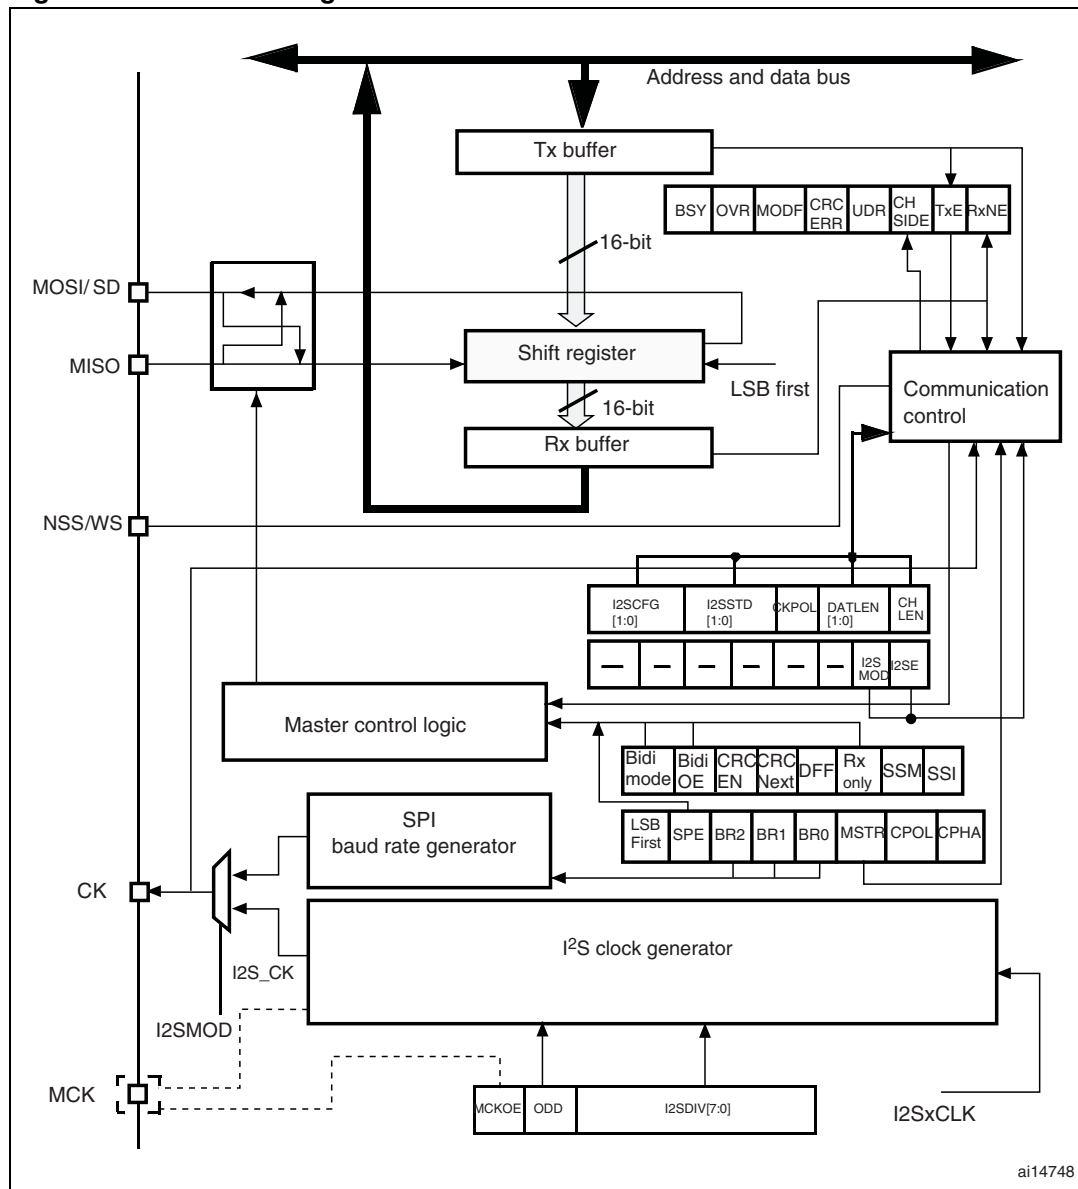 Address and data bus
Tx buffer
BSY OVR MODF CRC ERR UDR CH SIDE TxE RxNE
16-bit
MOSI/ SD
Shift register
MISO
LSB first
Communication
control
16-bit
Rx buffer
NSS/WS
I2SCFG [1:0] I2SSTD [1:0] CKPOL DATLEN [1:0] CH LEN
I2S MOD I2SE
Master control logic
Bidi mode Bidi OE CRC EN CRC Next DFF Rx only SSM SSI
SPI
baud rate generator
LSB First SPE BR2 BR1 BR0 MSTR CPOL CPHA
CK
I2S clock generator
I2S_CK
I2SMOD
MCK
MCKOE ODD I2SDIV[7:0]
I2SxCLK
ai14748